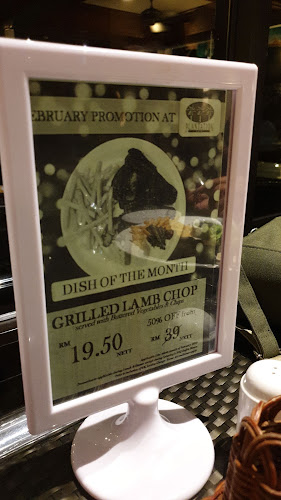 FEBRUARY PROMOTION AT
DISH OF THE MONTH
GRILLED LAMB CHOP
served with Buttered Vegetables & Chips
50% OFF from
RM 19.50 NETT
RM 39 NETT